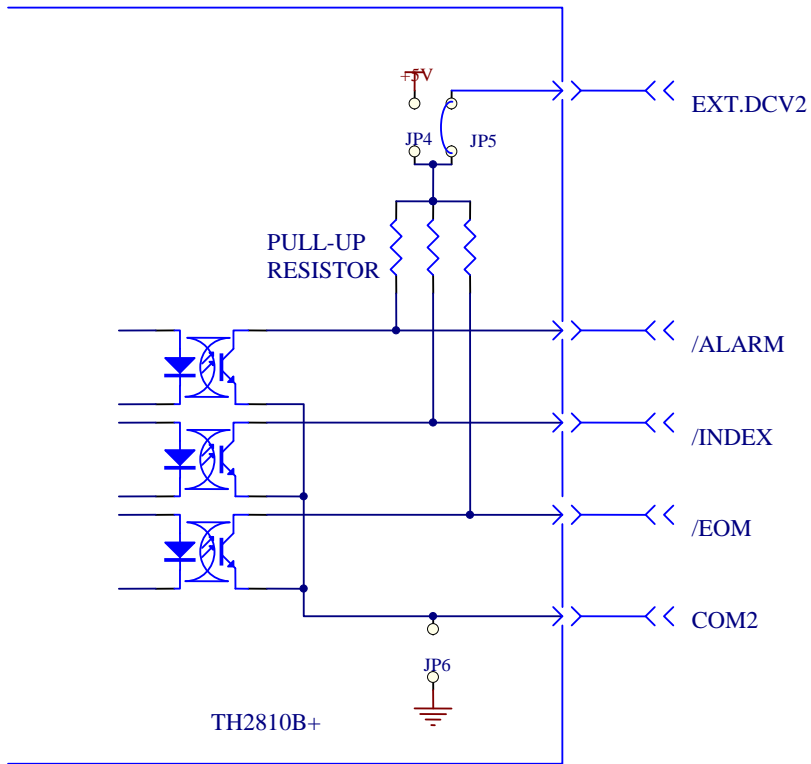 +5V
EXT.DCV2
JP4
JP5
PULL-UP
RESISTOR
/ALARM
/INDEX
/EOM
COM2
JP6
TH2810B+